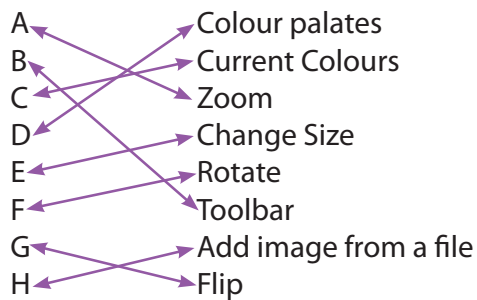 A Colour palates
B Current Colours
C Zoom
D Change Size
E Rotate
F Toolbar
G Add image from a file
H Flip